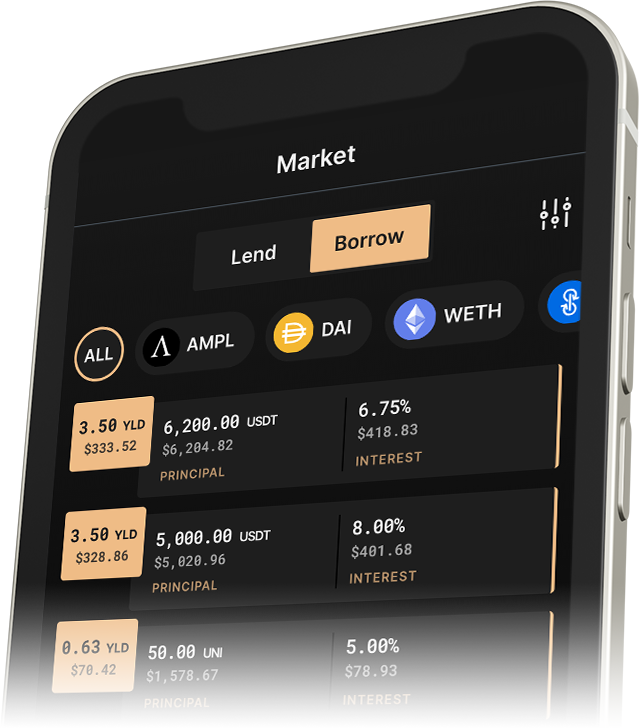 Market
Lend Borrow
ALL AMPL DAI WETH
3.50 YLD 6,200.00 USDT 6.75%
$333.52 $6,204.82 $418.83
PRINCIPAL INTEREST
3.50 YLD 5,000.00 USDT 8.00%
$328.86 $5,020.96 $401.68
PRINCIPAL INTEREST
0.63 YLD 50.00 UNI 5.00%
$70.42 $1,578.67 $78.93
PRINCIPAL INTEREST